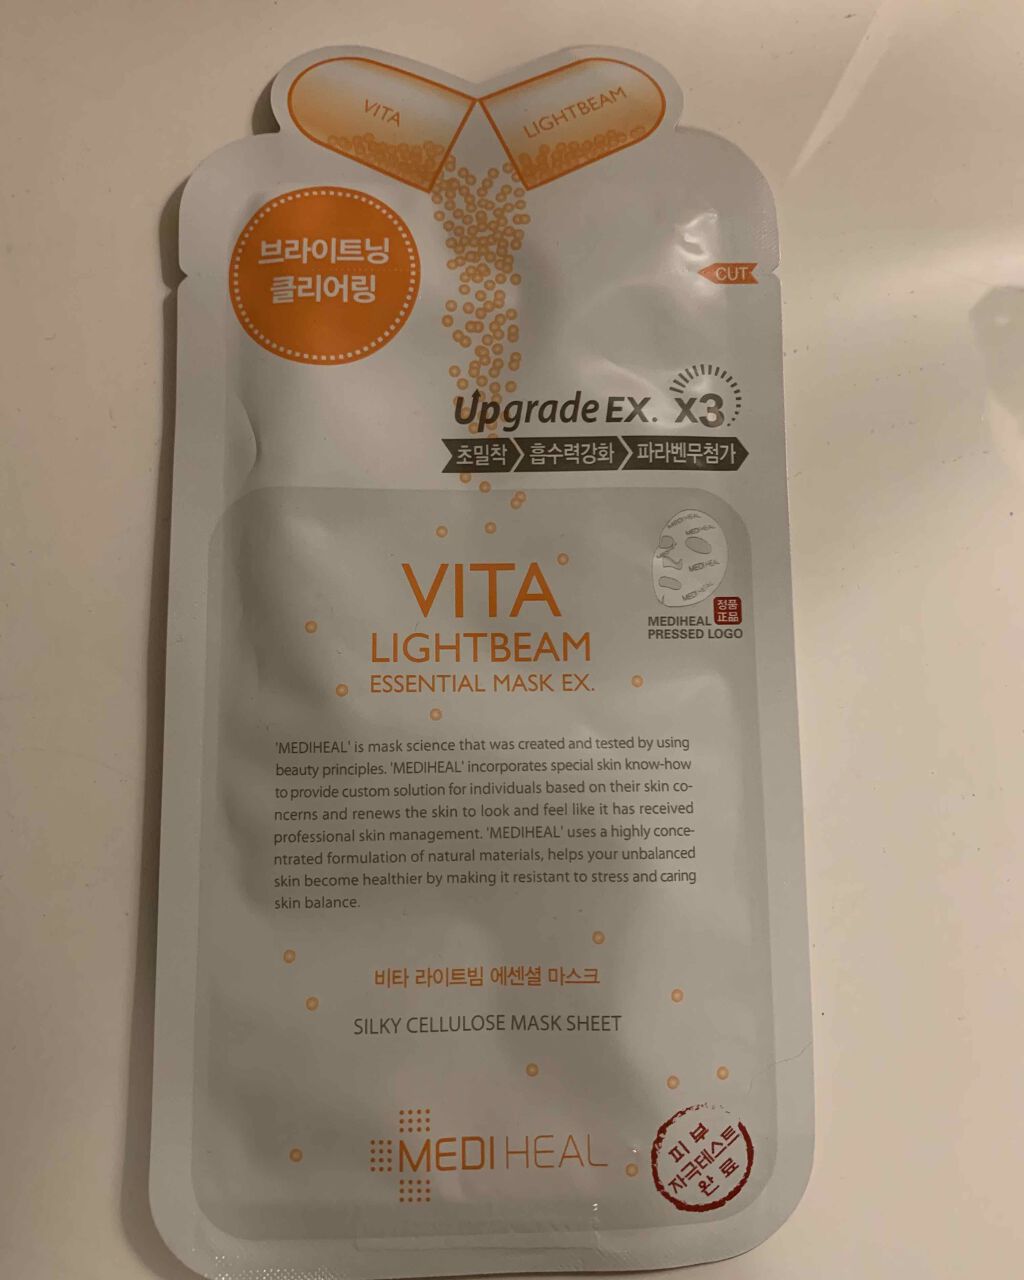 VITA
LIGHTBEAM
브라이트닝
클리어링
CUT
Upgrade EX. x3
초밀착 흡수력강화 파라벤무첨가
MEDIHEAL
MEDIHEAL
MEDIHEAL
MEDIHEAL
VITA
LIGHTBEAM
ESSENTIAL MASK EX.
정품
正品
MEDIHEAL
PRESSED LOGO
'MEDIHEAL' is mask science that was created and tested by using
beauty principles. 'MEDIHEAL' incorporates special skin know-how
to provide custom solution for individuals based on their skin co-
ncerns and renews the skin to look and feel like it has received
professional skin management. 'MEDIHEAL' uses a highly conce-
ntrated formulation of natural materials, helps your unbalanced
skin become healthier by making it resistant to stress and caring
skin balance.
비타 라이트빔 에센셜 마스크
SILKY CELLULOSE MASK SHEET
MEDIHEAL
피부
자극테스트
완료